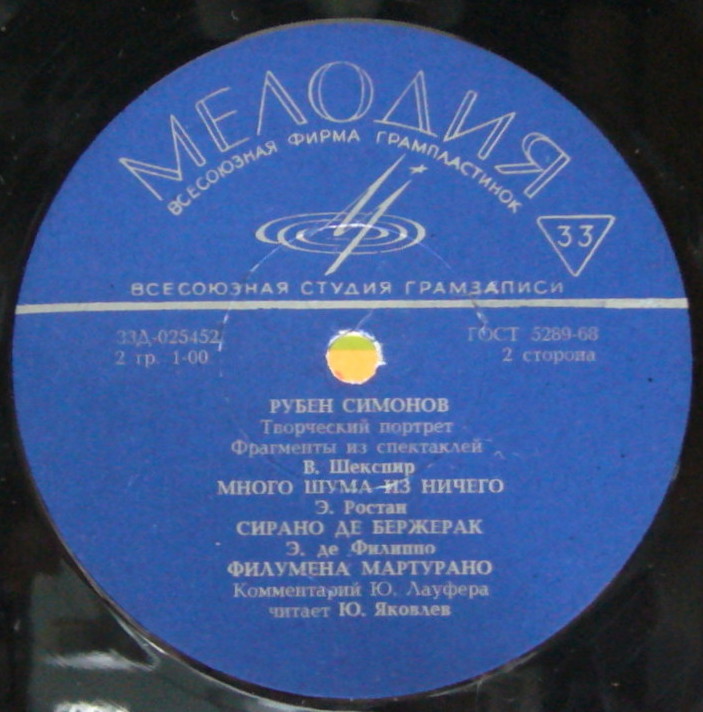 МЕЛОДИЯ
ВСЕСОЮЗНАЯ ФИРМА ГРАМПЛАСТИНОК
33
ВСЕСОЮЗНАЯ СТУДИЯ ГРАМЗАПИСИ
33Д-025452 ГОСТ 5289-68
2 гр. 1-00 2 сторона
РУБЕН СИМОНОВ
Творческий портрет
Фрагменты из спектаклей
В. Шекспир
МНОГО ШУМА ИЗ НИЧЕГО
Э. Ростан
СИРАНО ДЕ БЕРЖЕРАК
Э. де Филиппо
ФИЛУМЕНА МАРТУРАНО
Комментарий Ю. Лауфера
читает Ю. Яковлев